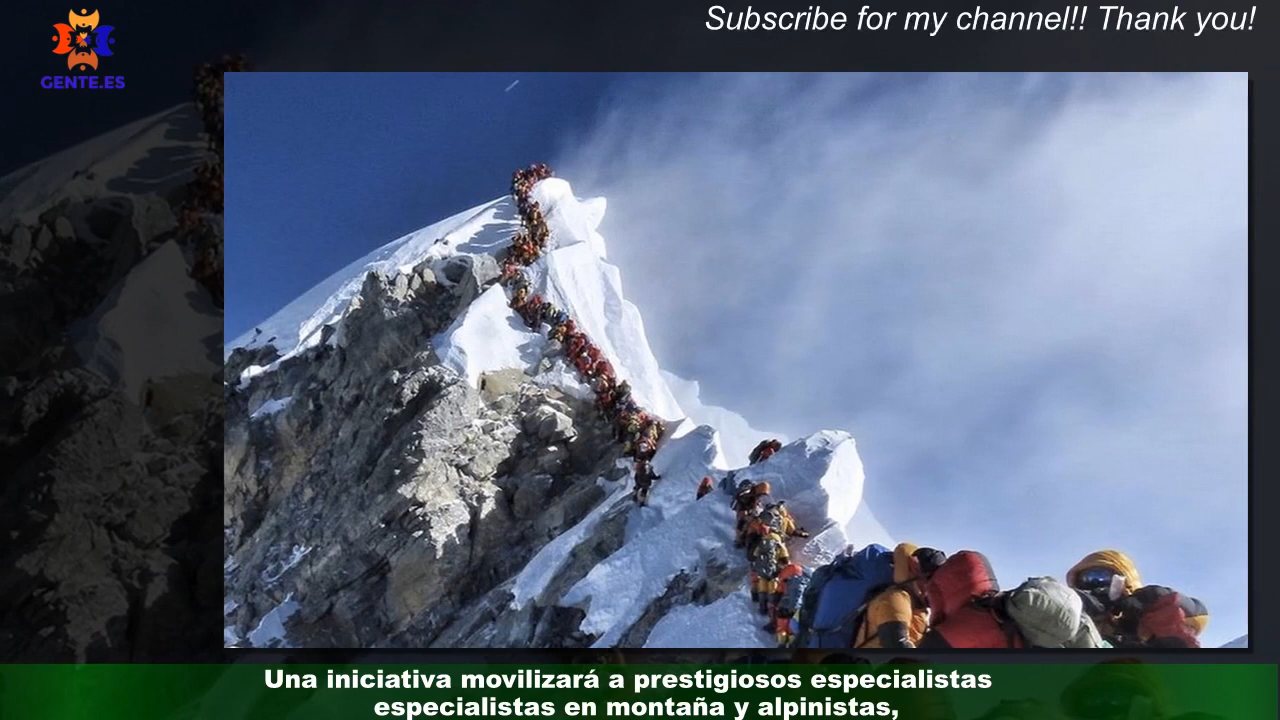 Subscribe for my channel!! Thank you!
GENTE.ES
Una iniciativa movilizará a prestigiosos especialistas
especialistas en montaña y alpinistas,